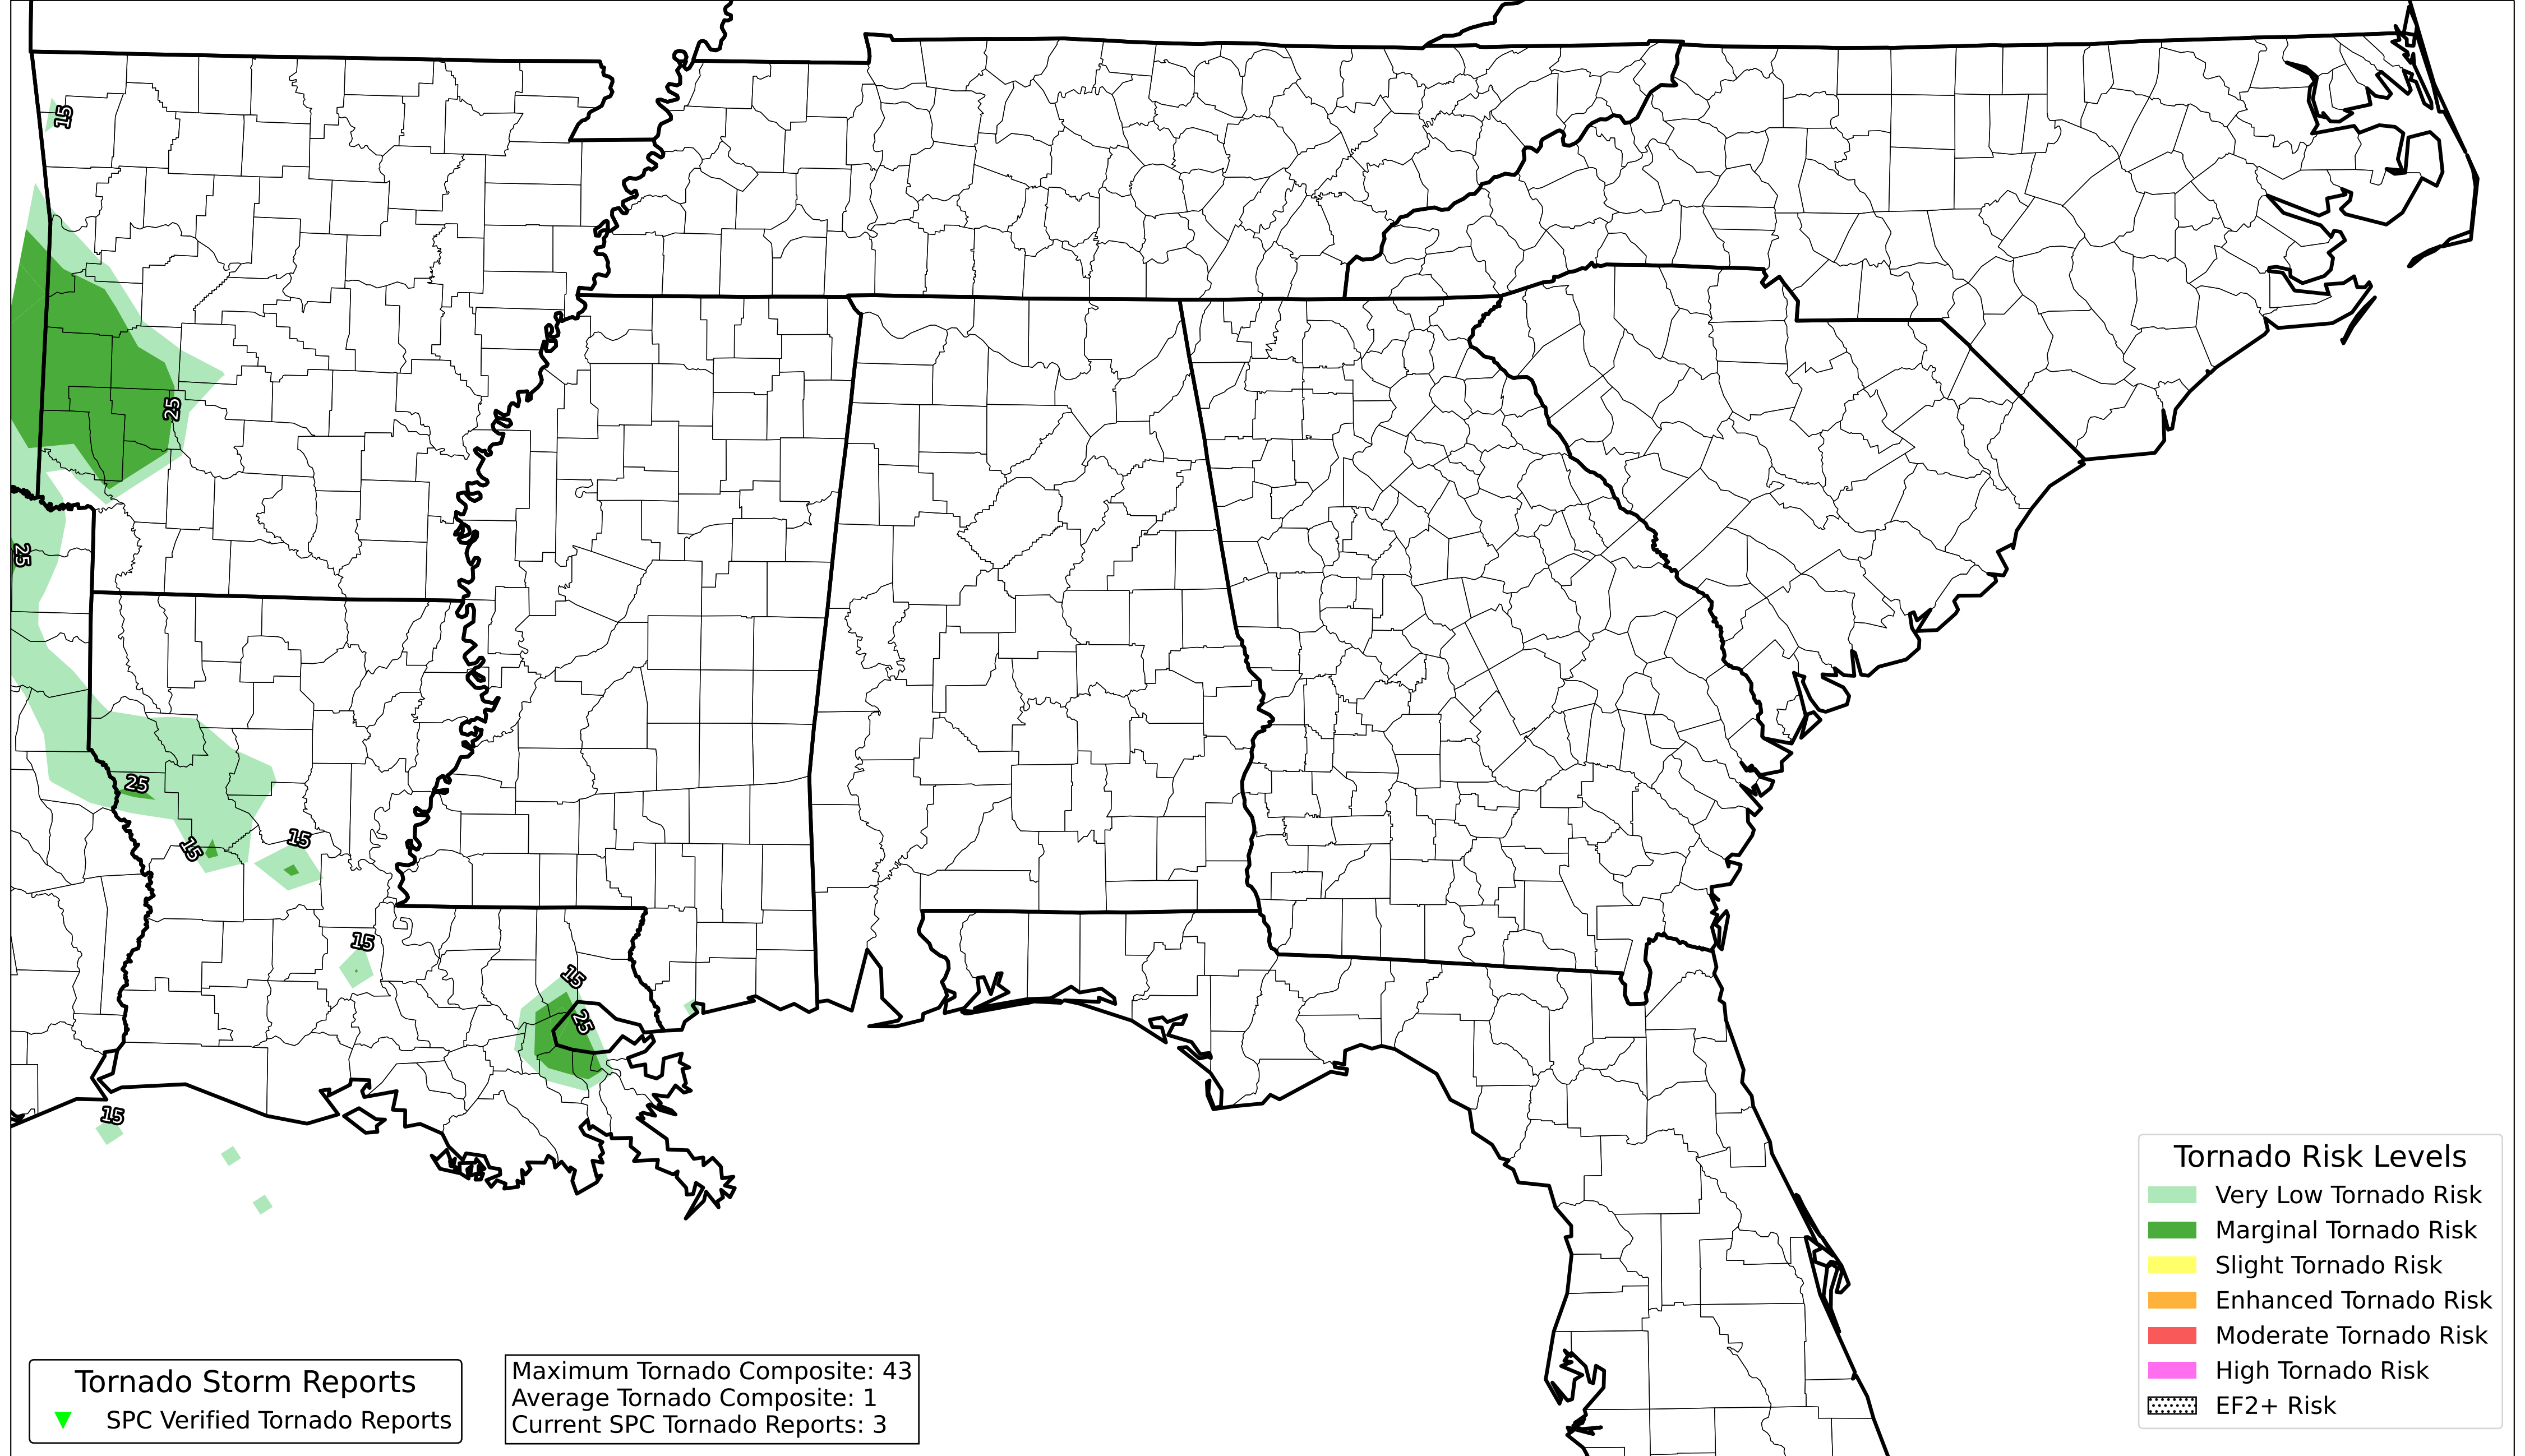 15
25
25
25
15
15
15
15
25
15
Tornado Risk Levels
Very Low Tornado Risk
Marginal Tornado Risk
Slight Tornado Risk
Enhanced Tornado Risk
Moderate Tornado Risk
High Tornado Risk
EF2+ Risk
Tornado Storm Reports
SPC Verified Tornado Reports
Maximum Tornado Composite: 43
Average Tornado Composite: 1
Current SPC Tornado Reports: 3